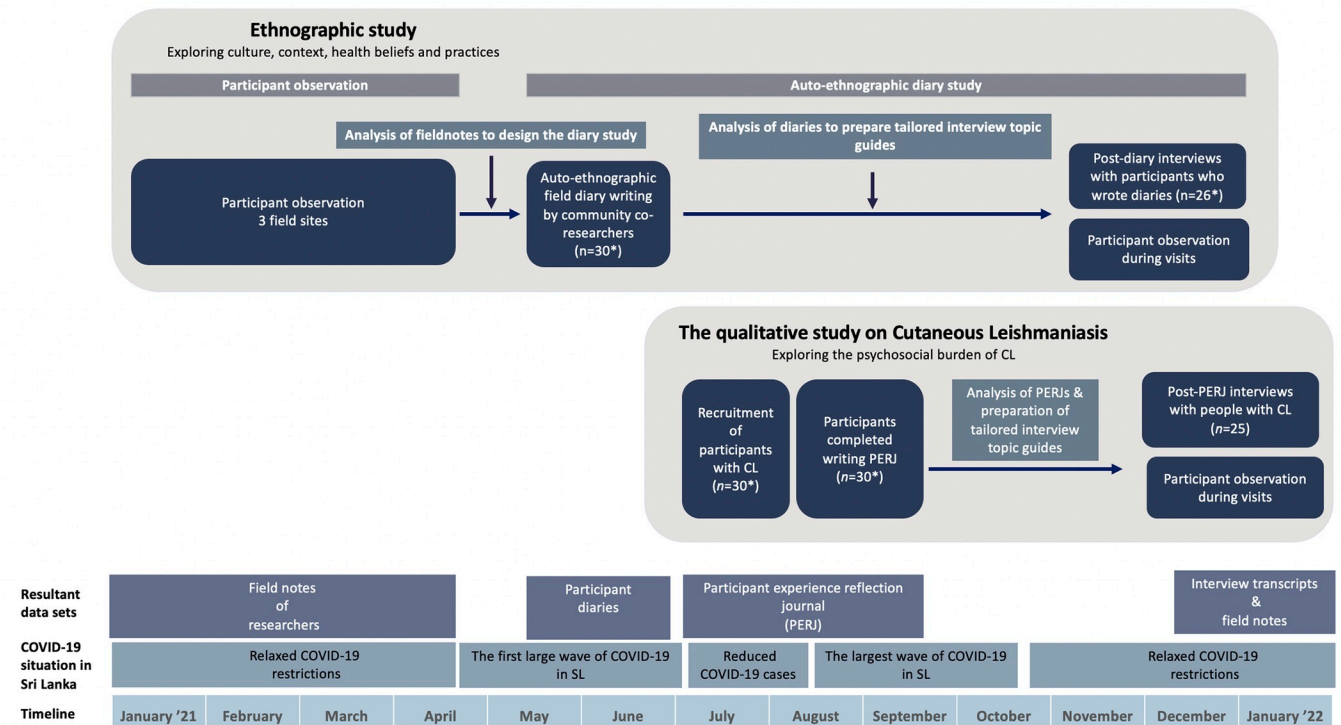 Ethnographic study
Exploring culture, context, health beliefs and practices
Participant observation
Auto-ethnographic diary study
Analysis of fieldnotes to design the diary study
Analysis of diaries to prepare tailored interview topic
guides
Participant observation
3 field sites
Auto-ethnographic
field diary writing
by community co-
researchers
(n=30*)
Post-diary interviews
with participants who
wrote diaries (n=26*)
Participant observation
during visits
The qualitative study on Cutaneous Leishmaniasis
Exploring the psychosocial burden of CL
Recruitment
of
participants
with CL
(n=30*)
Participants
completed
writing PERJ
(n=30*)
Analysis of PERJs &
preparation of
tailored interview
topic guides
Post-PERJ interviews
with people with CL
(n=25)
Participant observation
during visits
Resultant
data sets
Field notes
of
researchers
Participant
diaries
Participant experience reflection
journal
(PERJ)
Interview transcripts
&
field notes
COVID-19
situation in
Sri Lanka
Relaxed COVID-19
restrictions
The first large wave of COVID-19
in SL
Reduced
COVID-19 cases
The largest wave of COVID-19
in SL
Relaxed COVID-19
restrictions
Timeline
January ’21
February
March
April
May
June
July
August
September
October
November
December
January ’22